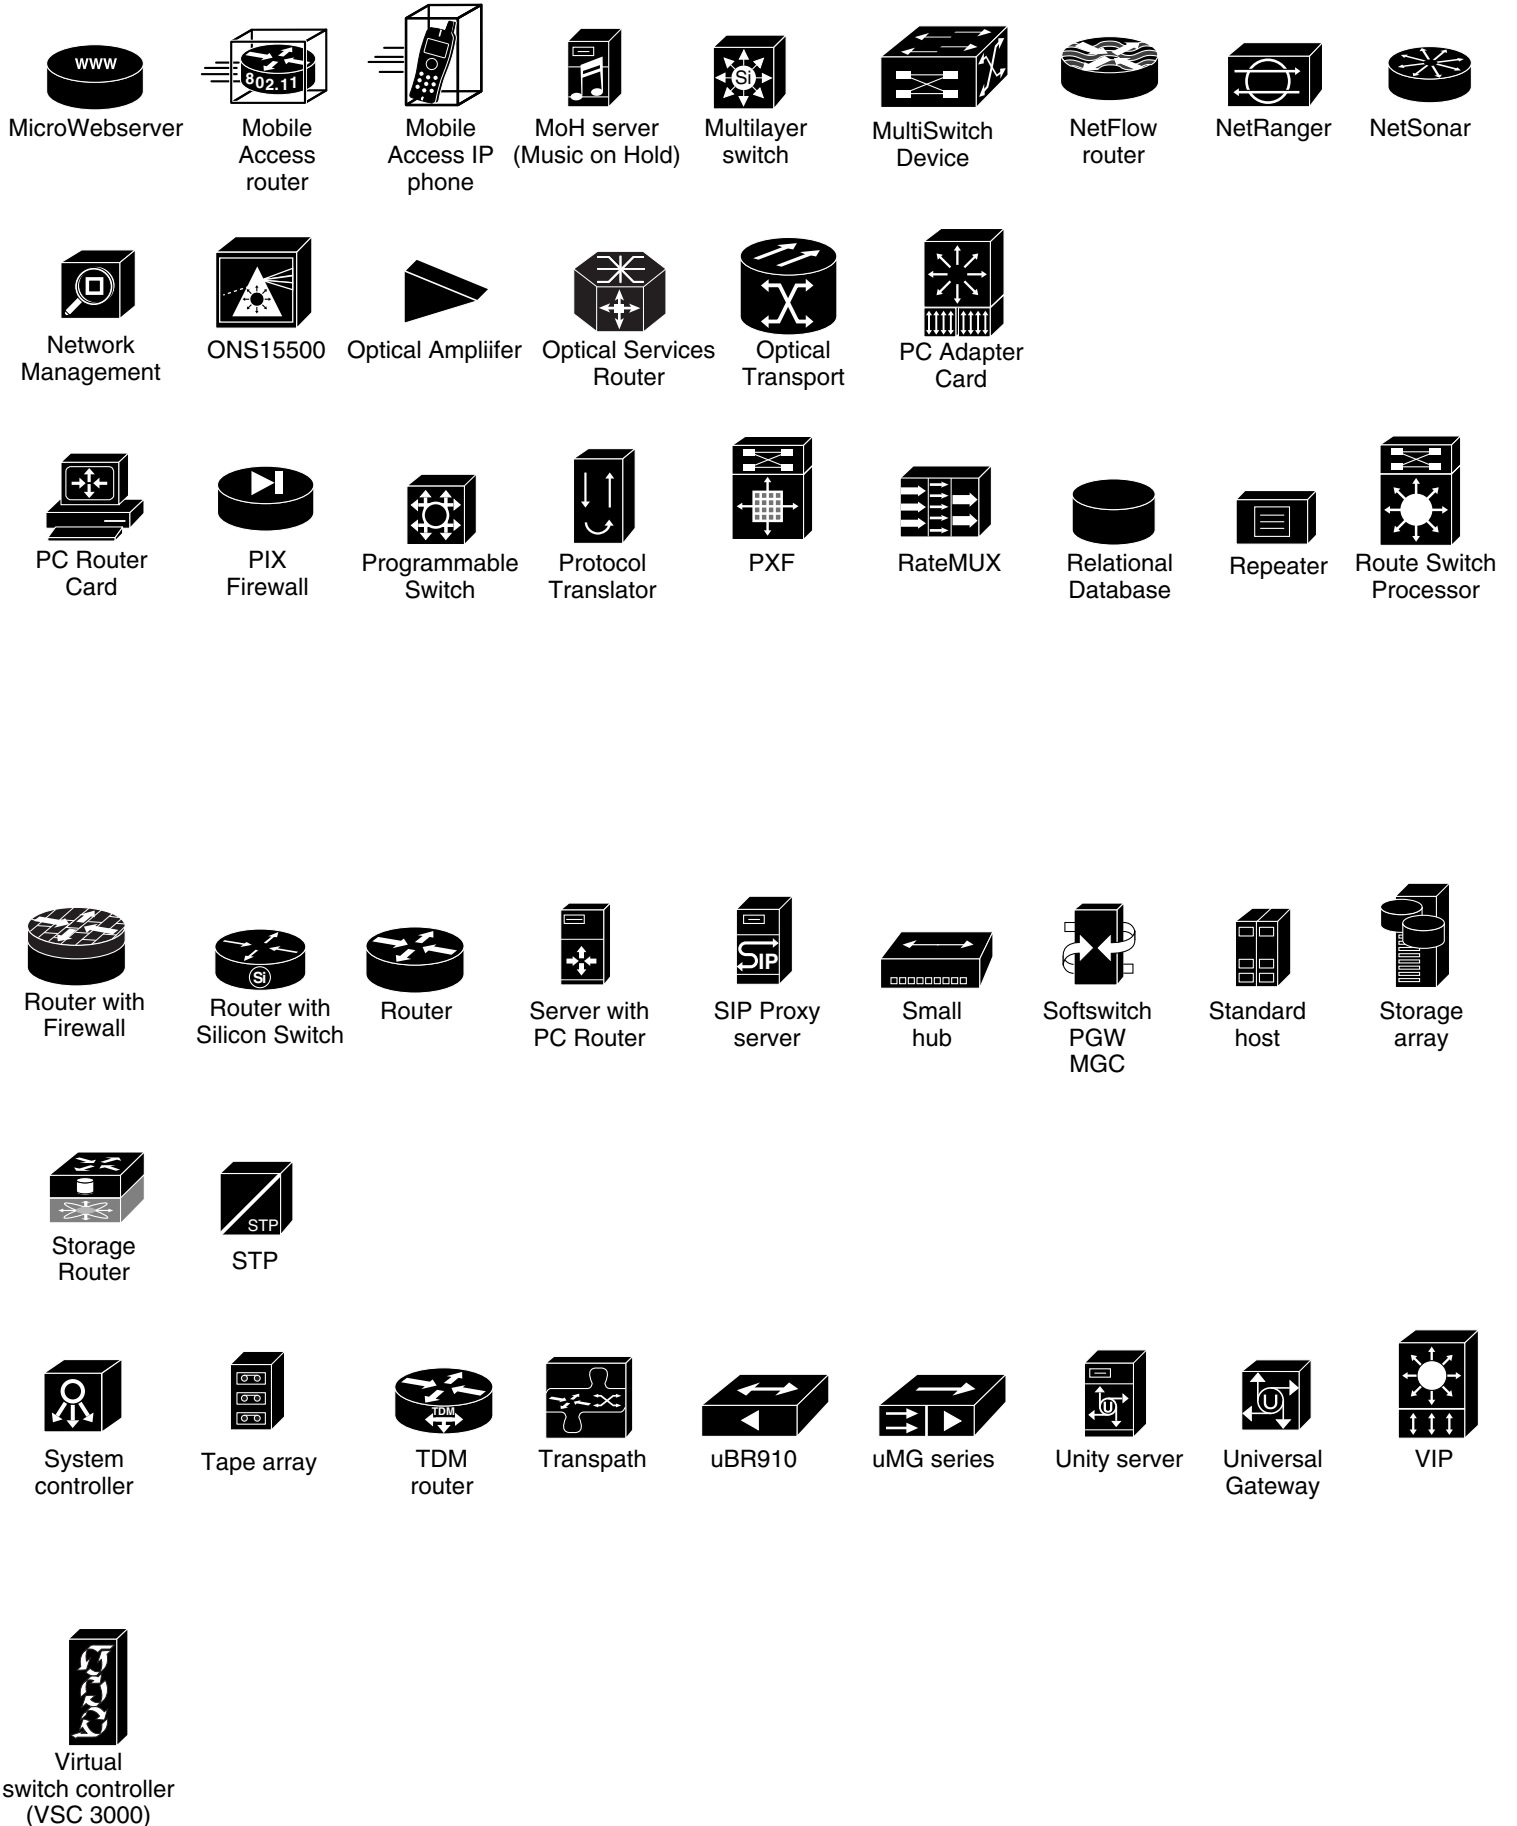 WWW
MicroWebserver
802.11
Mobile
Access
router
Mobile
Access IP
phone
MoH server
(Music on Hold)
Si
Multilayer
switch
MultiSwitch
Device
NetFlow
router
NetRanger
NetSonar
Network
Management
ONS15500
Optical Ampliifer
Optical Services
Router
Optical
Transport
PC Adapter
Card
PC Router
Card
PIX
Firewall
Programmable
Switch
Protocol
Translator
PXF
RateMUX
Relational
Database
Repeater
Route Switch
Processor
Router with
Firewall
Si
Router with
Silicon Switch
Router
Server with
PC Router
SIP
SIP Proxy
server
Small
hub
Softswitch
PGW
MGC
Standard
host
Storage
array
Storage
Router
STP
STP
System
controller
Tape array
TDM
TDM
router
Transpath
uBR910
uMG series
U
Unity server
U
Universal
Gateway
VIP
Virtual
switch controller
(VSC 3000)